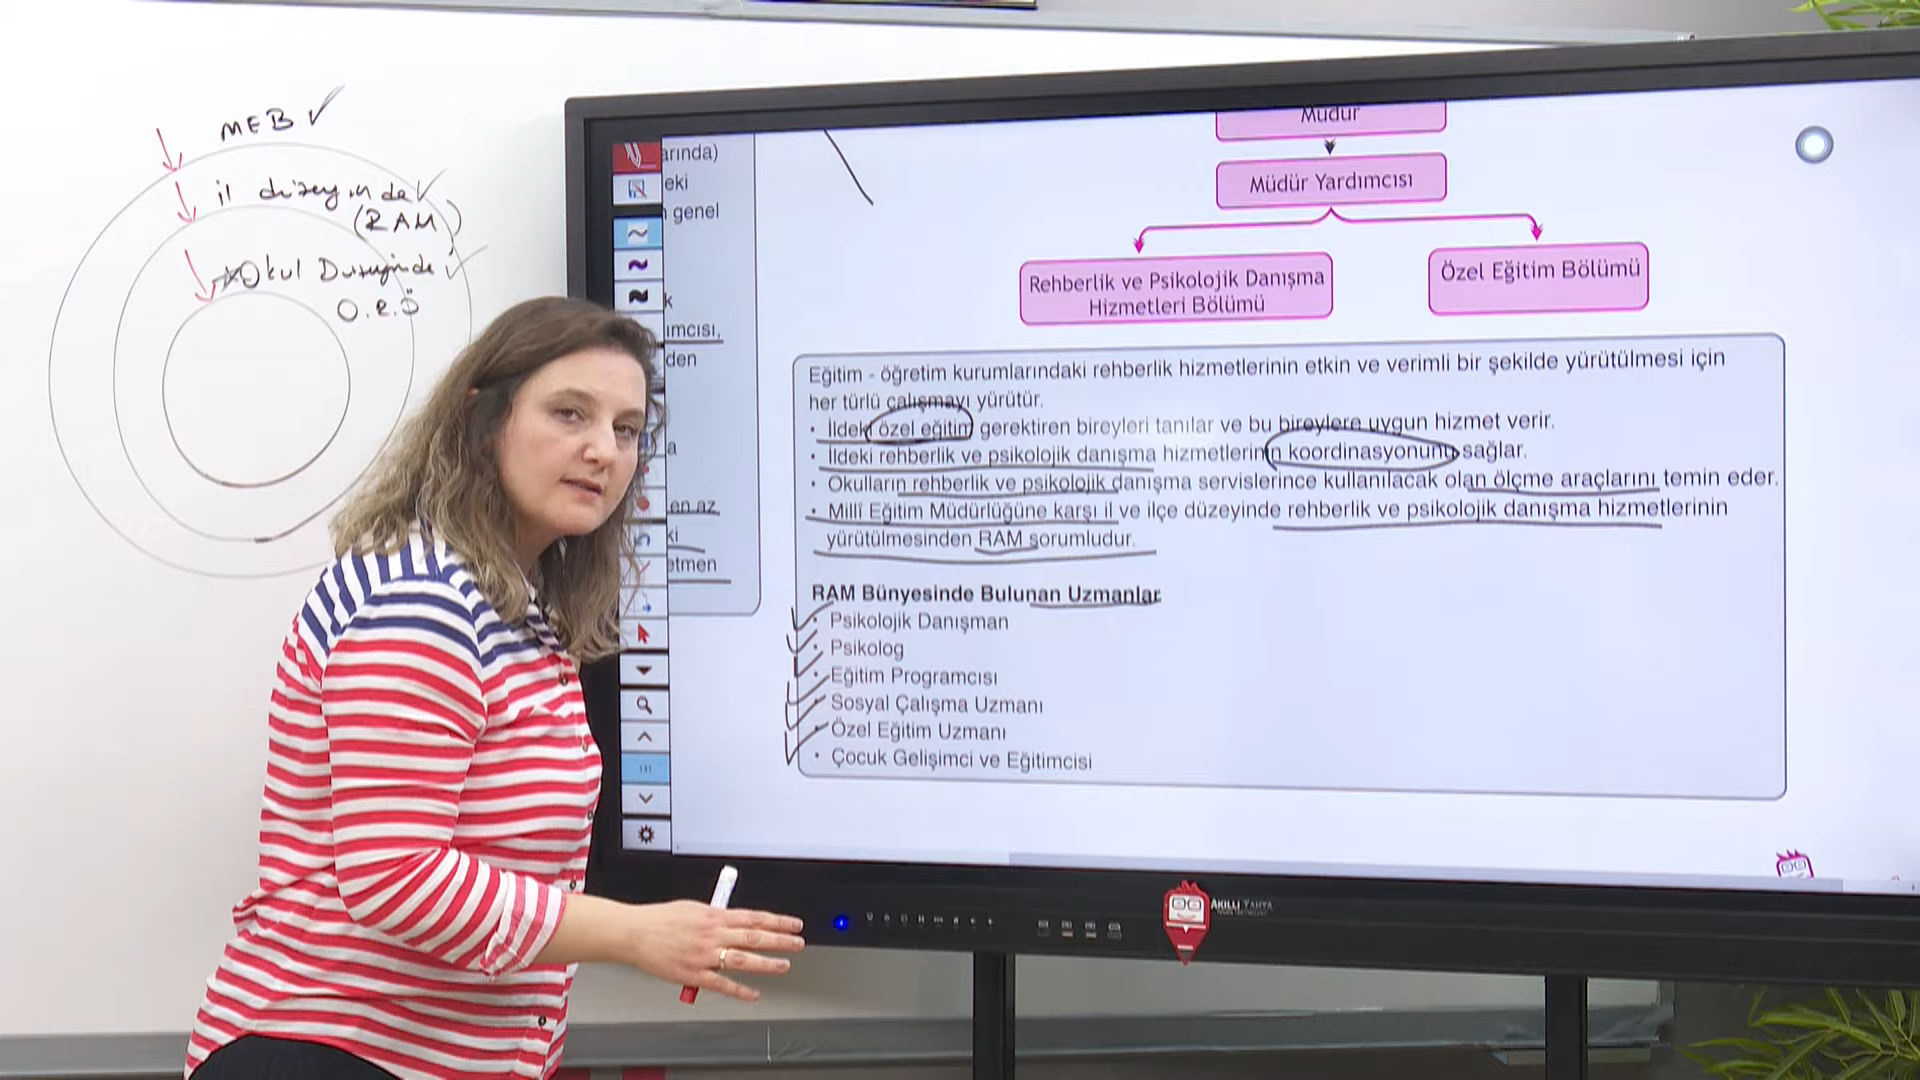 MEB
il düzeyinde
(RAM)
Okul Düzeyinde
O.R.S
arında)
eki
genel
k
ımcısı,
den
a
en az
ki
etmen
Müdür
Müdür Yardımcısı
Rehberlik ve Psikolojik Danışma
Hizmetleri Bölümü
Özel Eğitim Bölümü
Eğitim - öğretim kurumlarındaki rehberlik hizmetlerinin etkin ve verimli bir şekilde yürütülmesi için
her türlü çalışmayı yürütür.
• İldeki özel eğitim gerektiren bireyleri tanılar ve bu bireylere uygun hizmet verir.
• İldeki rehberlik ve psikolojik danışma hizmetlerinin koordinasyonunu sağlar.
• Okulların rehberlik ve psikolojik danışma servislerince kullanılacak olan ölçme araçlarını temin eder.
• Millî Eğitim Müdürlüğüne karşı il ve ilçe düzeyinde rehberlik ve psikolojik danışma hizmetlerinin
yürütülmesinden RAM sorumludur.
RAM Bünyesinde Bulunan Uzmanlar
• Psikolojik Danışman
• Psikolog
• Eğitim Programcısı
• Sosyal Çalışma Uzmanı
• Özel Eğitim Uzmanı
• Çocuk Gelişimci ve Eğitimcisi
AKILLI TAHTA